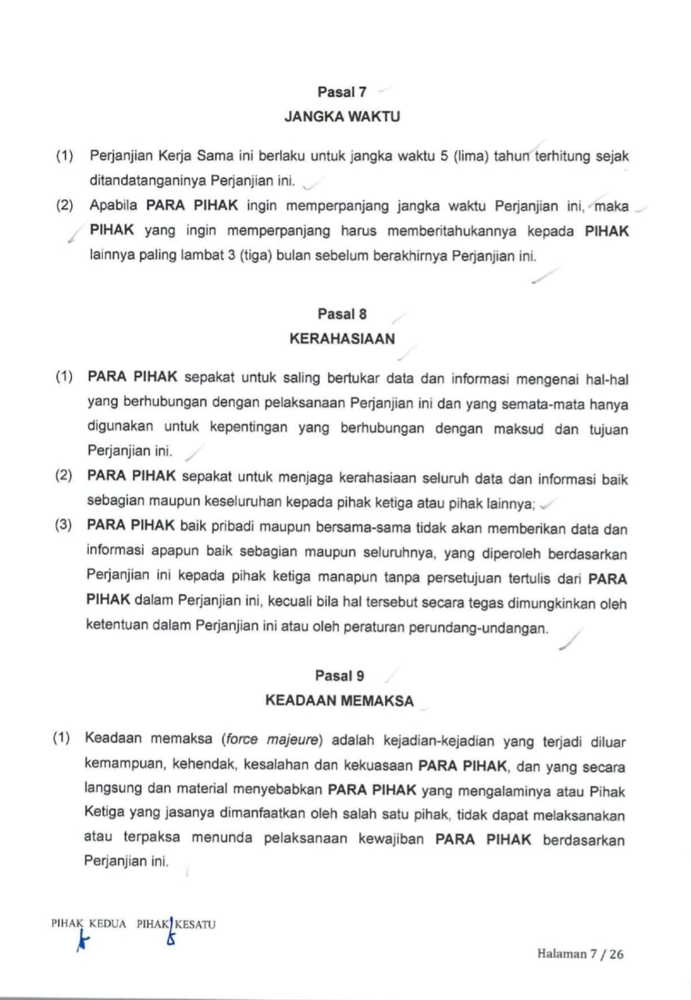 Pasal 7
JANGKA WAKTU
(1) Perjanjian Kerja Sama ini berlaku untuk jangka waktu 5 (lima) tahun terhitung sejak
ditandatanganinya Perjanjian ini.
(2) Apabila PARA PIHAK ingin memperpanjang jangka waktu Perjanjian ini, maka
PIHAK yang ingin memperpanjang harus memberitahukannya kepada PIHAK
lainnya paling lambat 3 (tiga) bulan sebelum berakhirnya Perjanjian ini.
Pasal 8
KERAHASIAAN
(1) PARA PIHAK sepakat untuk saling bertukar data dan informasi mengenai hal-hal
yang berhubungan dengan pelaksanaan Perjanjian ini dan yang semata-mata hanya
digunakan untuk kepentingan yang berhubungan dengan maksud dan tujuan
Perjanjian ini.
(2) PARA PIHAK sepakat untuk menjaga kerahasiaan seluruh data dan informasi baik
sebagian maupun keseluruhan kepada pihak ketiga atau pihak lainnya;
(3) PARA PIHAK baik pribadi maupun bersama-sama tidak akan memberikan data dan
informasi apapun baik sebagian maupun seluruhnya, yang diperoleh berdasarkan
Perjanjian ini kepada pihak ketiga manapun tanpa persetujuan tertulis dari PARA
PIHAK dalam Perjanjian ini, kecuali bila hal tersebut secara tegas dimungkinkan oleh
ketentuan dalam Perjanjian ini atau oleh peraturan perundang-undangan.
Pasal 9
KEADAAN MEMAKSA
(1) Keadaan memaksa (force majeure) adalah kejadian-kejadian yang terjadi diluar
kemampuan, kehendak, kesalahan dan kekuasaan PARA PIHAK, dan yang secara
langsung dan material menyebabkan PARA PIHAK yang mengalaminya atau Pihak
Ketiga yang jasanya dimanfaatkan oleh salah satu pihak, tidak dapat melaksanakan
atau terpaksa menunda pelaksanaan kewajiban PARA PIHAK berdasarkan
Perjanjian ini.
PIHAK KEDUA PIHAK KESATU
Halaman 7 / 26